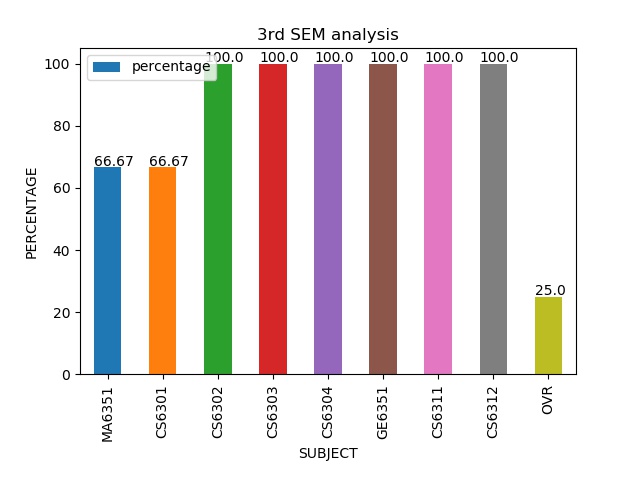 3rd SEM analysis
percentage
66.67
66.67
100.0
100.0
100.0
100.0
100.0
100.0
25.0
100
80
60
40
20
0
PERCENTAGE
MA6351
CS6301
CS6302
CS6303
CS6304
GE6351
CS6311
CS6312
OVR
SUBJECT